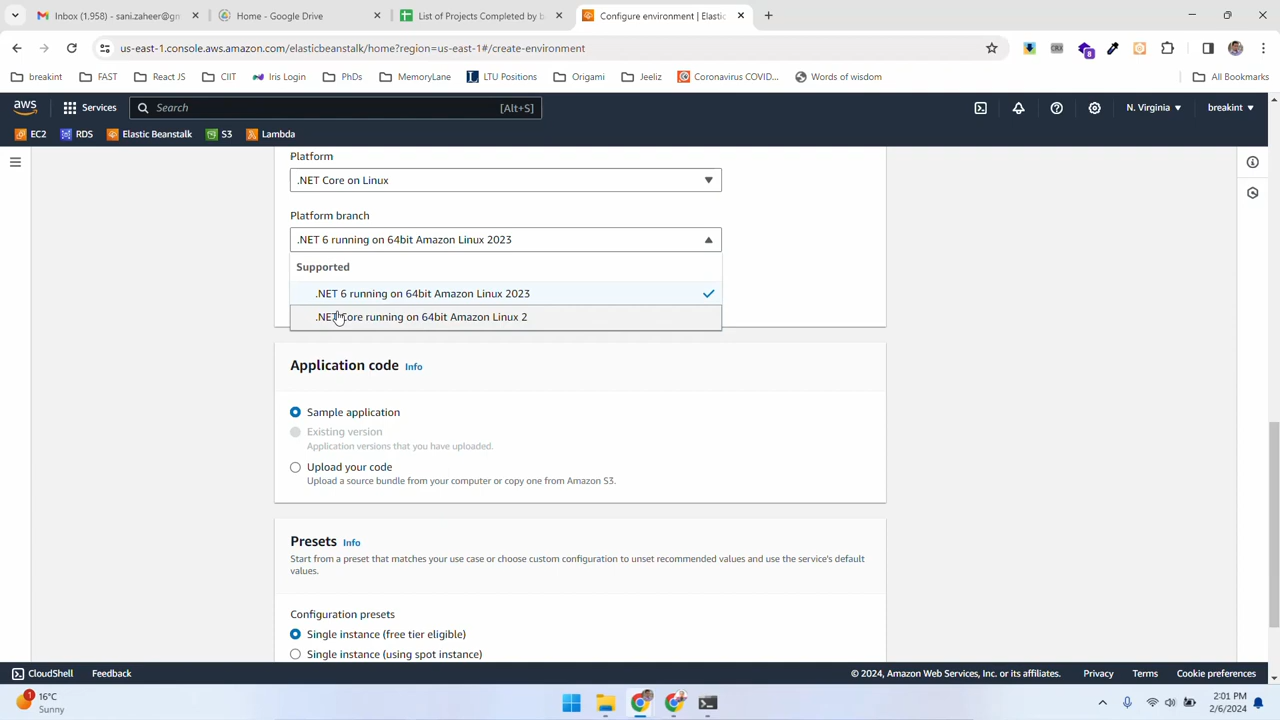 Inbox (1,958) - sani.zaheer@gm
Home - Google Drive
List of Projects Completed by b
Configure environment | Elastic
us-east-1.console.aws.amazon.com/elasticbeanstalk/home?region=us-east-1#/create-environment
breakint
FAST
React JS
CIIT
Iris Login
PhDs
MemoryLane
LTU Positions
Origami
Jeeliz
Coronavirus COVID...
Words of wisdom
All Bookmarks
aws
Services
Search
[Alt+S]
N. Virginia
breakint
EC2
RDS
Elastic Beanstalk
S3
Lambda
Platform
.NET Core on Linux
Platform branch
.NET 6 running on 64bit Amazon Linux 2023
Supported
.NET 6 running on 64bit Amazon Linux 2023
.NET Core running on 64bit Amazon Linux 2
Application code Info
Sample application
Existing version
Application versions that you have uploaded.
Upload your code
Upload a source bundle from your computer or copy one from Amazon S3.
Presets Info
Start from a preset that matches your use case or choose custom configuration to unset recommended values and use the service's default
values.
Configuration presets
Single instance (free tier eligible)
Single instance (using spot instance)
CloudShell
Feedback
© 2024, Amazon Web Services, Inc. or its affiliates.
Privacy
Terms
Cookie preferences
16°C
Sunny
2:01 PM
2/6/2024